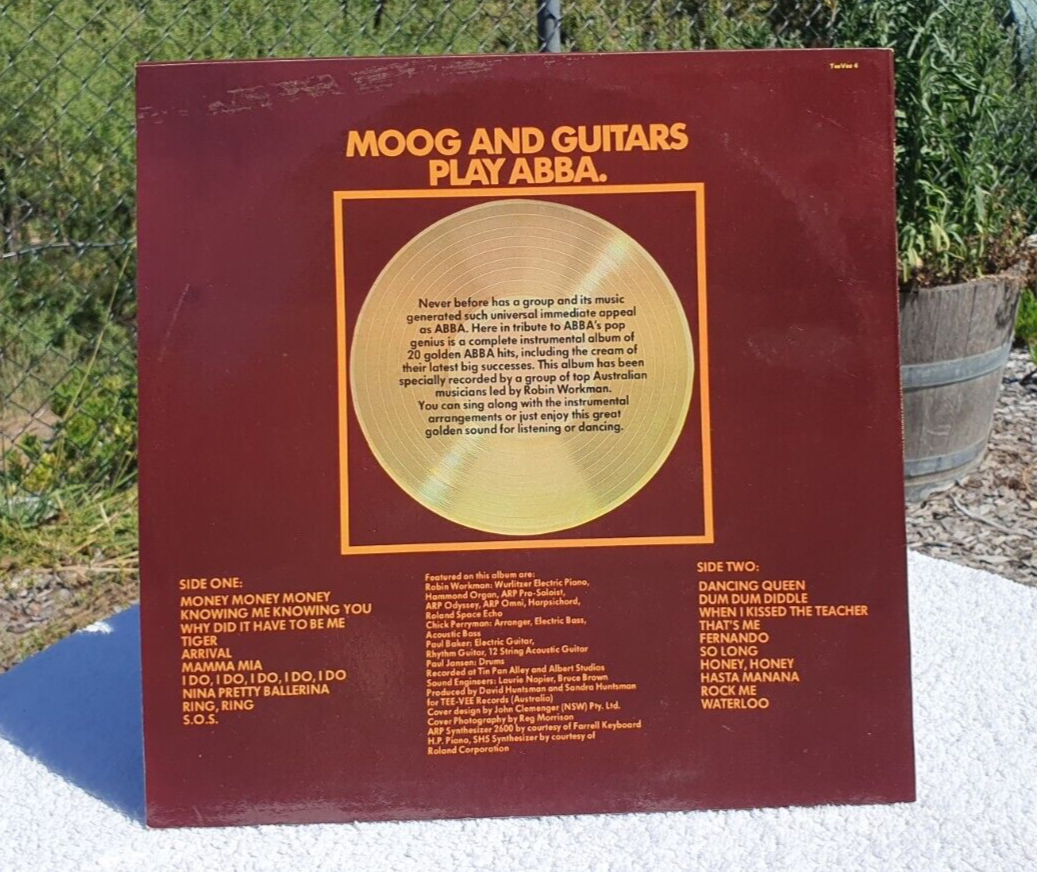 TeeVee 6
MOOG AND GUITARS
PLAY ABBA.
Never before has a group and its music
generated such universal immediate appeal
as ABBA. Here in tribute to ABBA's pop
genius is a complete instrumental album of
20 golden ABBA hits, including the cream of
their latest big successes. This album has been
specially recorded by a group of top Australian
musicians led by Robin Workman.
You can sing along with the instrumental
arrangements or just enjoy this great
golden sound for listening or dancing.
SIDE ONE:
MONEY MONEY MONEY
KNOWING ME KNOWING YOU
WHY DID IT HAVE TO BE ME
TIGER
ARRIVAL
MAMMA MIA
I DO, I DO, I DO, I DO, I DO
NINA PRETTY BALLERINA
RING, RING
S.O.S.
Featured on this album are:
Robin Workman: Wurlitzer Electric Piano,
Hammond Organ, ARP Pro-Soloist,
ARP Odyssey, ARP Omni, Harpsichord,
Roland Space Echo
Chick Perryman: Arranger, Electric Bass,
Acoustic Bass
Paul Baker: Electric Guitar,
Rhythm Guitar, 12 String Acoustic Guitar
Paul Jansen: Drums
Recorded at Tin Pan Alley and Albert Studios
Sound Engineers: Laurie Napier, Bruce Brown
Produced by David Huntsman and Sandra Huntsman
for TEE-VEE Records (Australia)
Cover design by John Clemenger (NSW) Pty. Ltd.
Cover Photography by Reg Morrison
ARP Synthesizer 2600 by courtesy of Farrell Keyboard
H.P. Piano, SH5 Synthesizer by courtesy of
Roland Corporation
SIDE TWO:
DANCING QUEEN
DUM DUM DIDDLE
WHEN I KISSED THE TEACHER
THAT'S ME
FERNANDO
SO LONG
HONEY, HONEY
HASTA MANANA
ROCK ME
WATERLOO